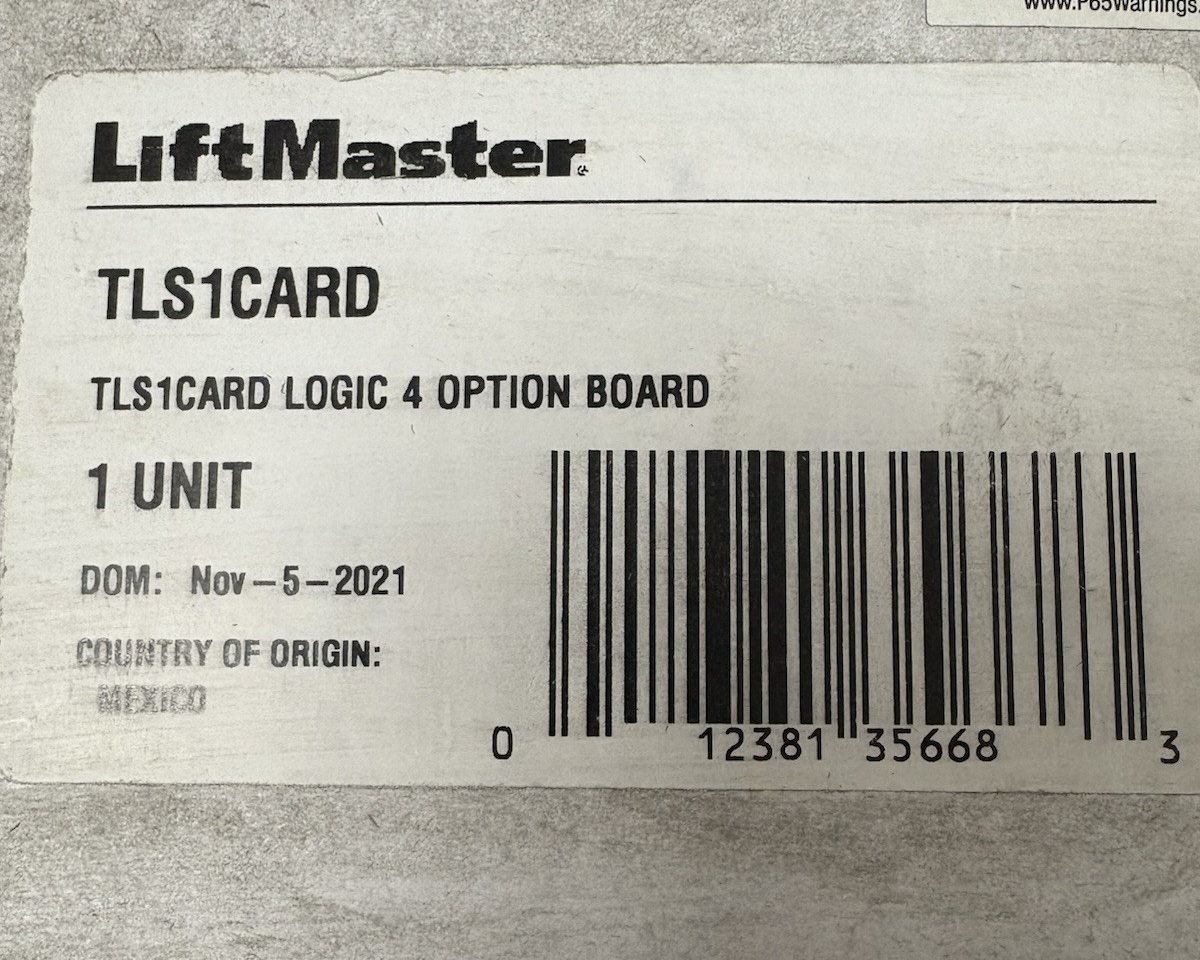 www.P65Warnings.
LiftMaster
TLS1CARD
TLS1CARD LOGIC 4 OPTION BOARD
1 UNIT
DOM: Nov-5-2021
COUNTRY OF ORIGIN:
MEXICO
0 12381 35668 3